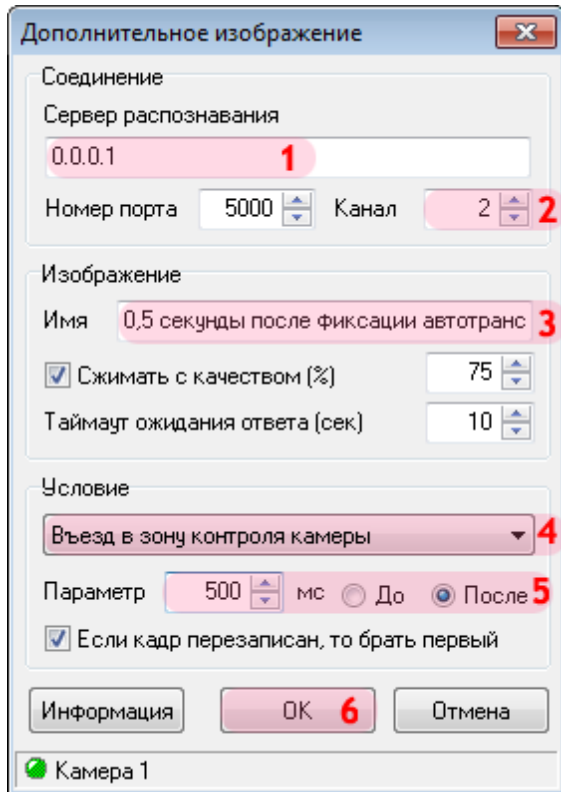 Дополнительное изображение
Соединение
Сервер распознавания
0.0.0.1 1
Номер порта 5000 Канал 2 2
Изображение
Имя 0,5 секунды после фиксации автотранс 3
Сжимать с качеством (%) 75
Таймаут ожидания ответа (сек) 10
Условие
Въезд в зону контроля камеры 4
Параметр 500 мс До После 5
Если кадр перезаписан, то брать первый
Информация OK 6 Отмена
Камера 1